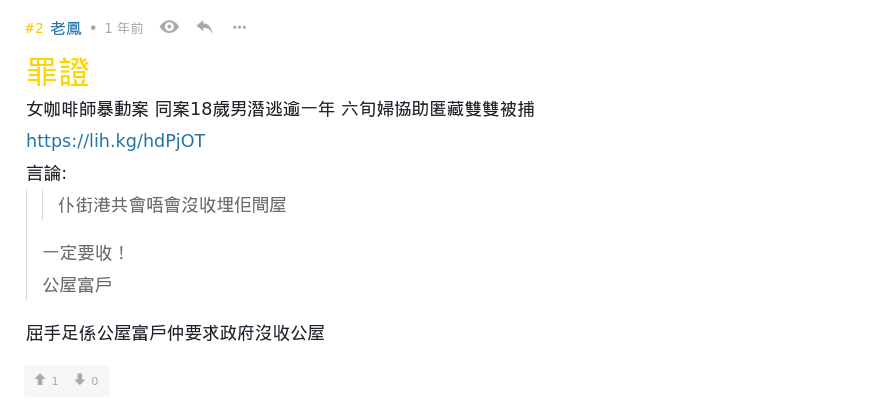 #2 老鳳 • 1 年前
罪證
女咖啡師暴動案 同案18歲男潛逃逾一年 六旬婦協助匿藏雙雙被捕
https://lih.kg/hdPjOT
言論:
仆街港共會唔會沒收埋佢間屋
一定要收！
公屋富戶
屈手足係公屋富戶仲要求政府沒收公屋
1 0